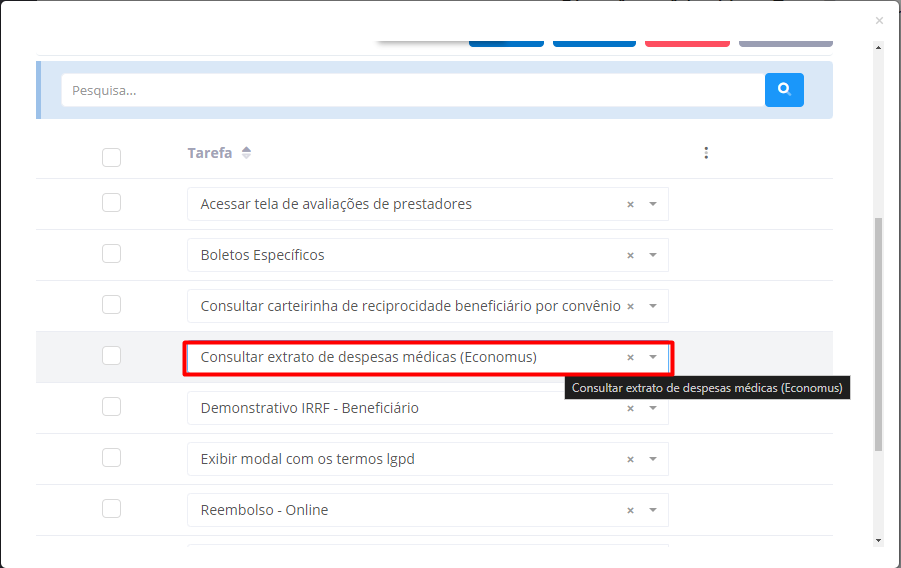 ×
Pesquisa...
Tarefa
Acessar tela de avaliações de prestadores
Boletos Específicos
Consultar carteirinha de reciprocidade beneficiário por convênio
Consultar extrato de despesas médicas (Economus)
Consultar extrato de despesas médicas (Economus)
Demonstrativo IRRF - Beneficiário
Exibir modal com os termos lgpd
Reembolso - Online